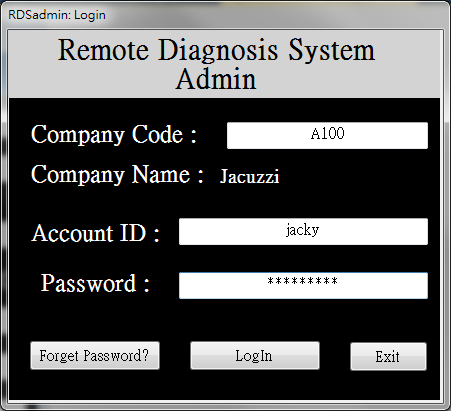 RDSadmin: Login
Remote Diagnosis System
Admin
Company Code : A100
Company Name : Jacuzzi
Account ID : jacky
Password : *********
Forget Password? LogIn Exit